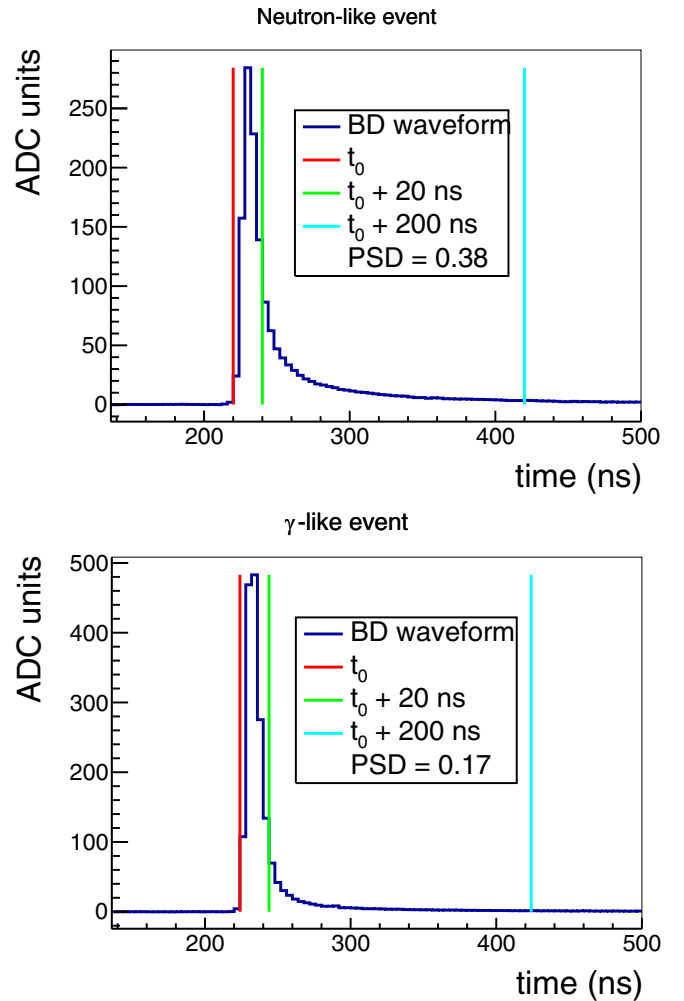 Neutron-like event
ADC units
250
200
150
100
50
0
BD waveform
t0
t0 + 20 ns
t0 + 200 ns
PSD = 0.38
200
300
400
500
time (ns)
γ-like event
ADC units
500
400
300
200
100
0
BD waveform
t0
t0 + 20 ns
t0 + 200 ns
PSD = 0.17
200
300
400
500
time (ns)